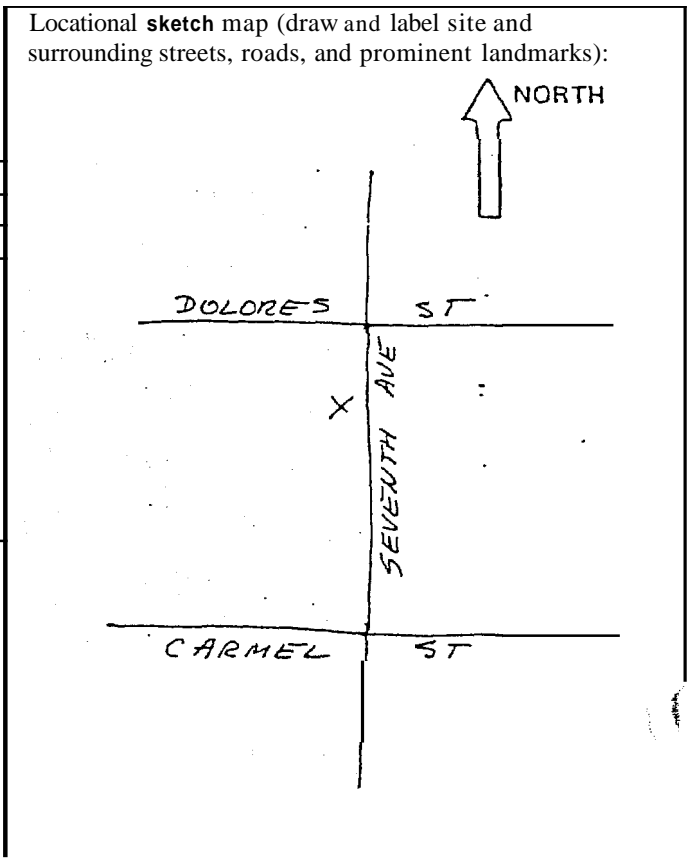 Locational sketch map (draw and label site and
surrounding streets, roads, and prominent landmarks):
NORTH
DOLORES ST
X
SEVENTH AVE
CARMEL ST